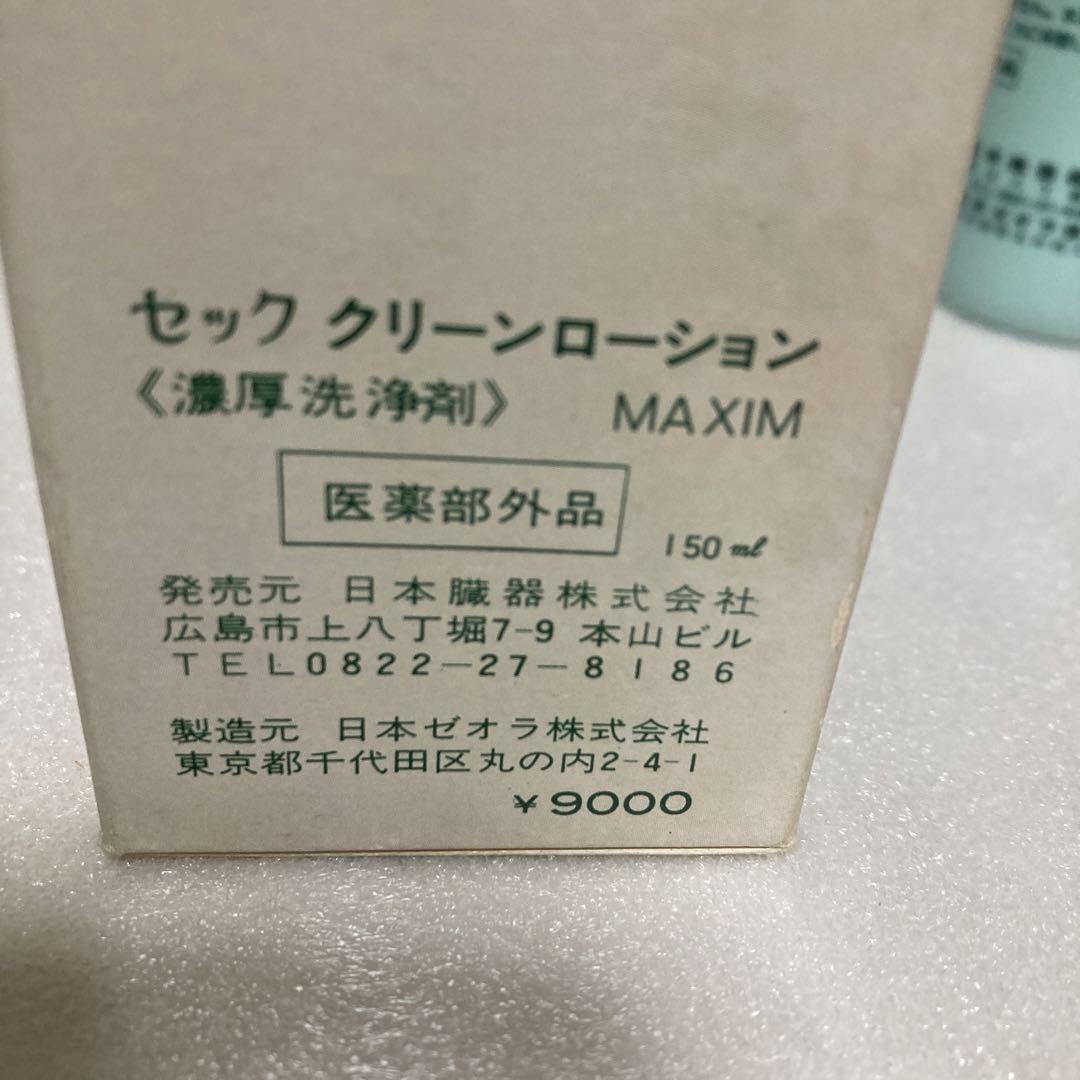 セック クリーンローション
《濃厚洗浄剤》 MAXIM
医薬部外品
150ml
発売元 日本臓器株式会社
広島市上八丁堀7-9 本山ビル
TEL0822-27-8186
製造元 日本ゼオラ株式会社
東京都千代田区丸の内2-4-1
¥9000